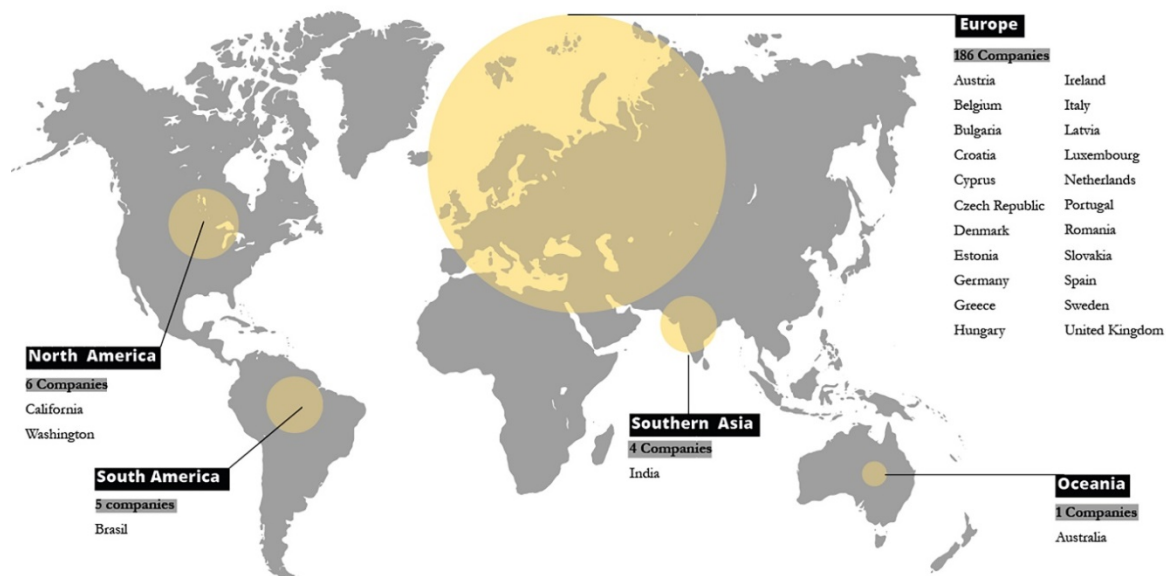 Europe
186 Companies
Austria
Belgium
Bulgaria
Croatia
Cyprus
Czech Republic
Denmark
Estonia
Germany
Greece
Hungary
Ireland
Italy
Latvia
Luxembourg
Netherlands
Portugal
Romania
Slovakia
Spain
Sweden
United Kingdom
North America
6 Companies
California
Washington
South America
5 companies
Brasil
Southern Asia
4 Companies
India
Oceania
1 Companies
Australia